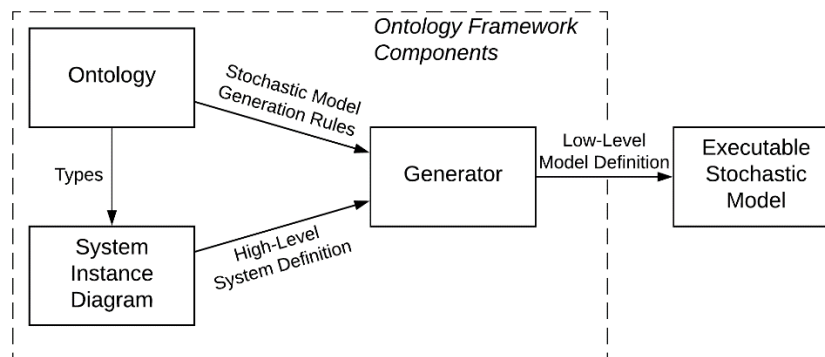 Ontology Framework
Components
Ontology
Stochastic Model
Generation Rules
Types
Generator
Low-Level
Model Definition
Executable
Stochastic
Model
System
Instance
Diagram
High-Level
System Definition